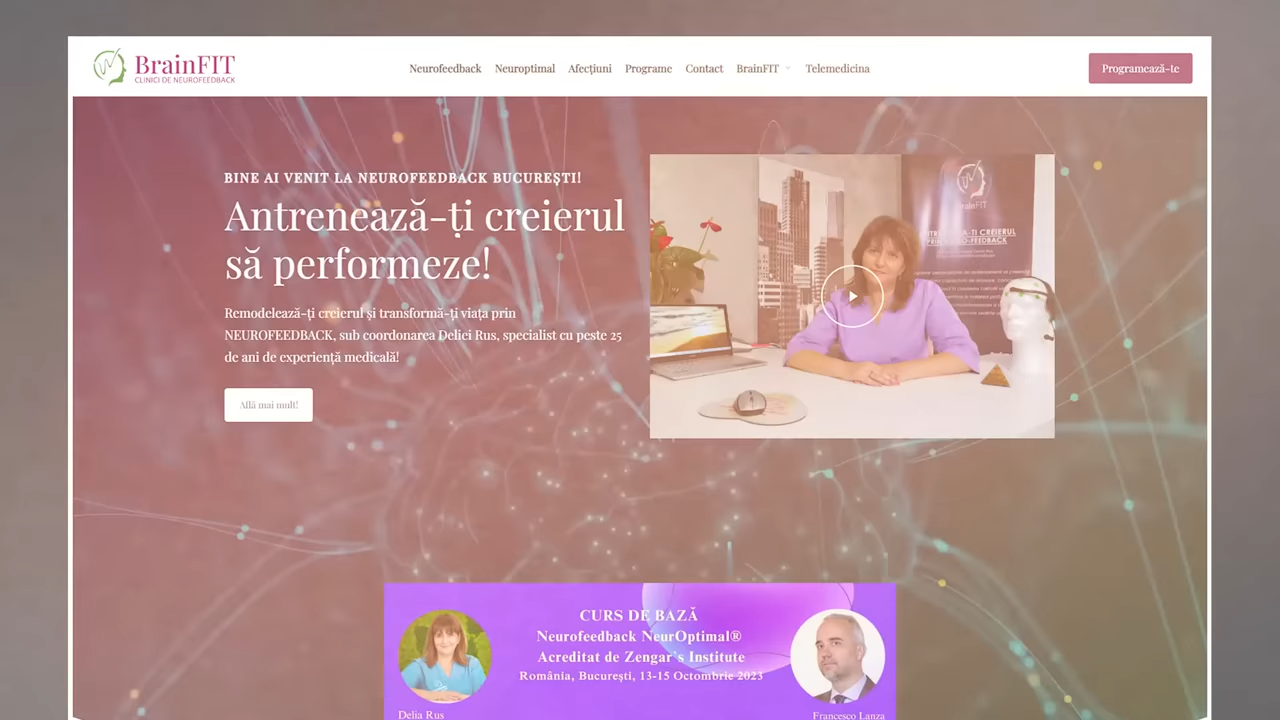 BrainFIT
CLINICI DE NEUROFEEDBACK
Neurofeedback Neuroptimal Afecțiuni Programe Contact BrainFIT Telemedicina
Programează-te
BINE AI VENIT LA NEUROFEEDBACK BUCUREȘTI!
Antrenează-ți creierul
să performeze!
Remodelează-ți creierul și transformă-ți viața prin
NEUROFEEDBACK, sub coordonarea Deliei Rus, specialist cu peste 25
de ani de experiență medicală!
Află mai mult!
CURS DE BAZĂ
Neurofeedback NeurOptimal®
Acreditat de Zengar's Institute
România, București, 13-15 Octombrie 2023
Delia Rus
Francesco Lanza